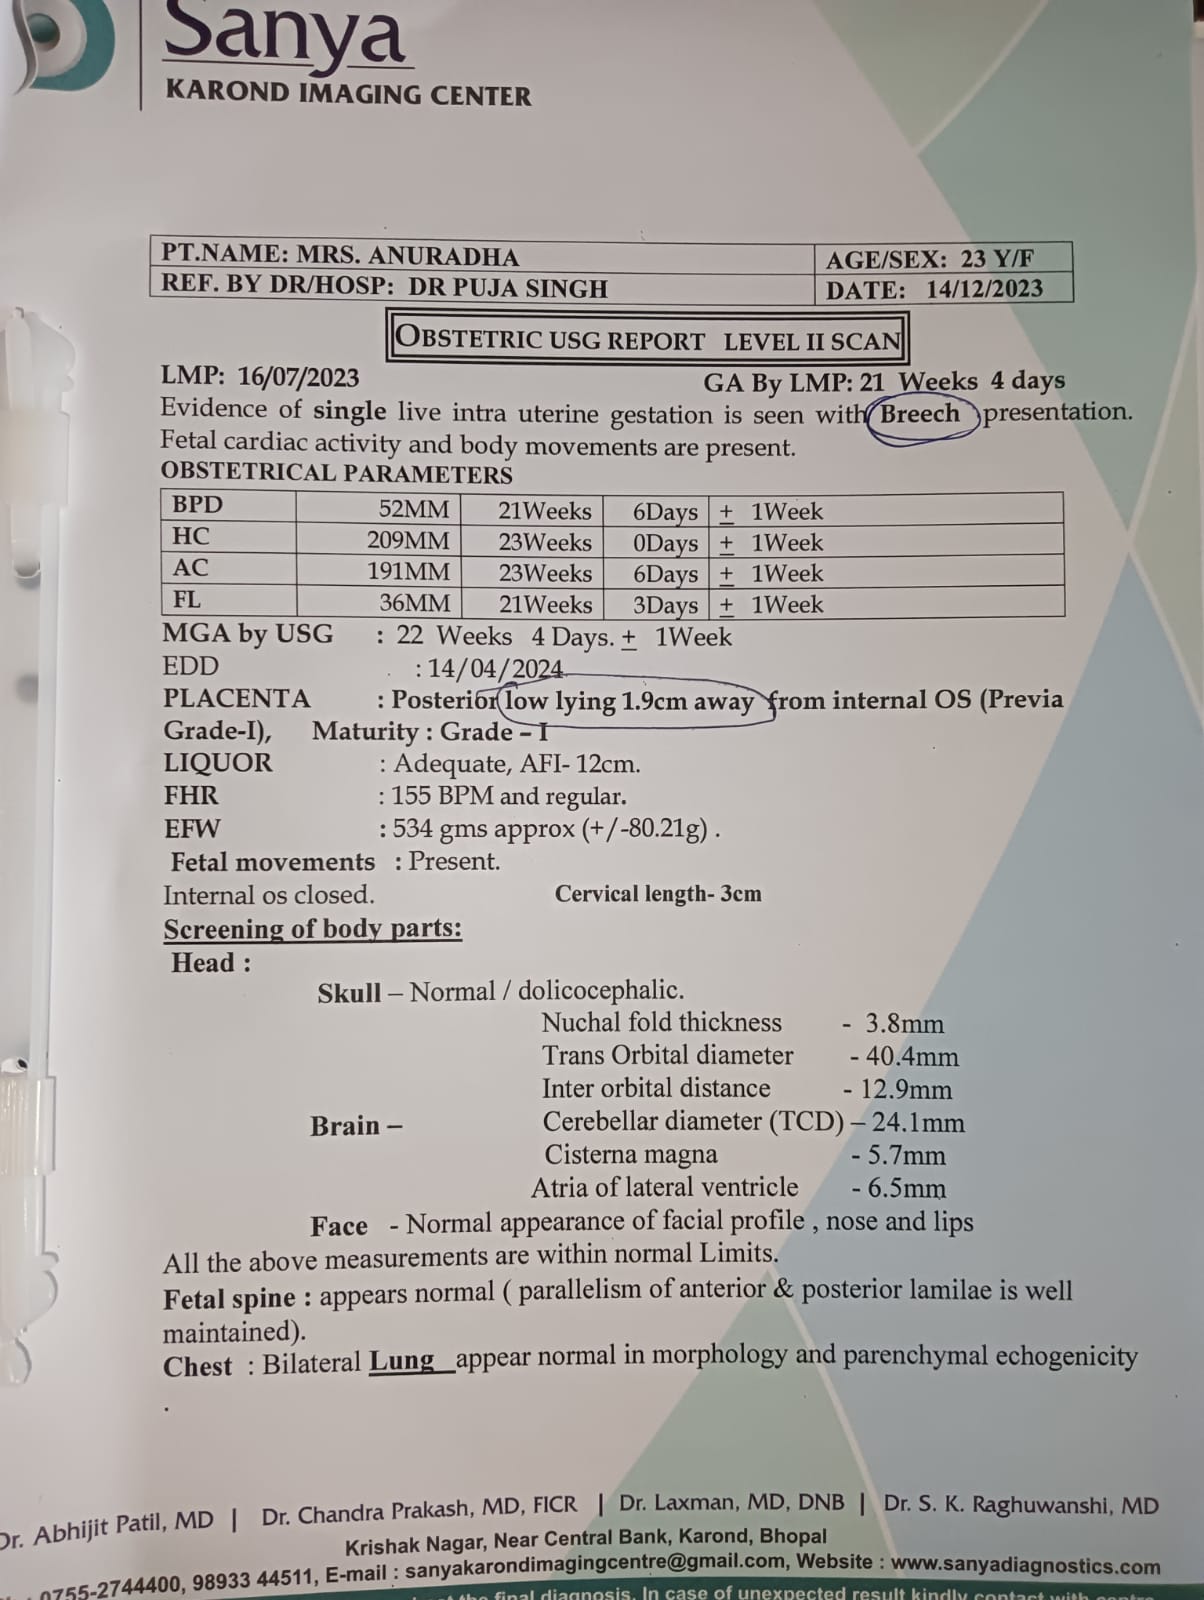 Sanya
KAROND IMAGING CENTER
PT.NAME: MRS. ANURADHA AGE/SEX: 23 Y/F
REF. BY DR/HOSP: DR PUJA SINGH DATE: 14/12/2023
OBSTETRIC USG REPORT LEVEL II SCAN
LMP: 16/07/2023 GA By LMP: 21 Weeks 4 days
Evidence of single live intra uterine gestation is seen with Breech presentation.
Fetal cardiac activity and body movements are present.
OBSTETRICAL PARAMETERS
BPD 52MM 21Weeks 6Days ± 1Week
HC 209MM 23Weeks 0Days ± 1Week
AC 191MM 23Weeks 6Days ± 1Week
FL 36MM 21Weeks 3Days ± 1Week
MGA by USG : 22 Weeks 4 Days. ± 1Week
EDD : 14/04/2024
PLACENTA : Posterior low lying 1.9cm away from internal OS (Previa
Grade-I), Maturity : Grade – I
LIQUOR : Adequate, AFI- 12cm.
FHR : 155 BPM and regular.
EFW : 534 gms approx (+/-80.21g) .
Fetal movements : Present.
Internal os closed. Cervical length- 3cm
Screening of body parts:
Head :
Skull – Normal / dolicocephalic.
Nuchal fold thickness - 3.8mm
Trans Orbital diameter - 40.4mm
Inter orbital distance - 12.9mm
Brain – Cerebellar diameter (TCD) – 24.1mm
Cisterna magna - 5.7mm
Atria of lateral ventricle - 6.5mm
Face - Normal appearance of facial profile , nose and lips
All the above measurements are within normal Limits.
Fetal spine : appears normal ( parallelism of anterior & posterior lamilae is well
maintained).
Chest : Bilateral Lung appear normal in morphology and parenchymal echogenicity
.
Dr. Abhijit Patil, MD | Dr. Chandra Prakash, MD, FICR | Dr. Laxman, MD, DNB | Dr. S. K. Raghuwanshi, MD
Krishak Nagar, Near Central Bank, Karond, Bhopal
0755-2744400, 98933 44511, E-mail : sanyakarondimagingcentre@gmail.com, Website : www.sanyadiagnostics.com
the final diagnosis. In case of unexpected result kindly contact with centre